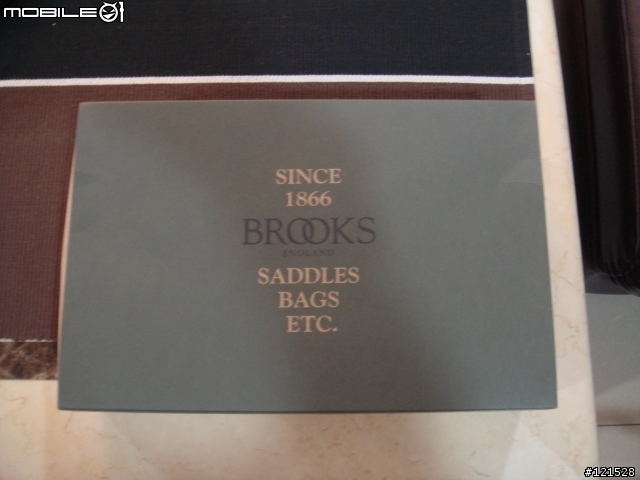 MOBILE01
SINCE
1866
BROOKS
ENGLAND
SADDLES
BAGS
ETC.
#121528